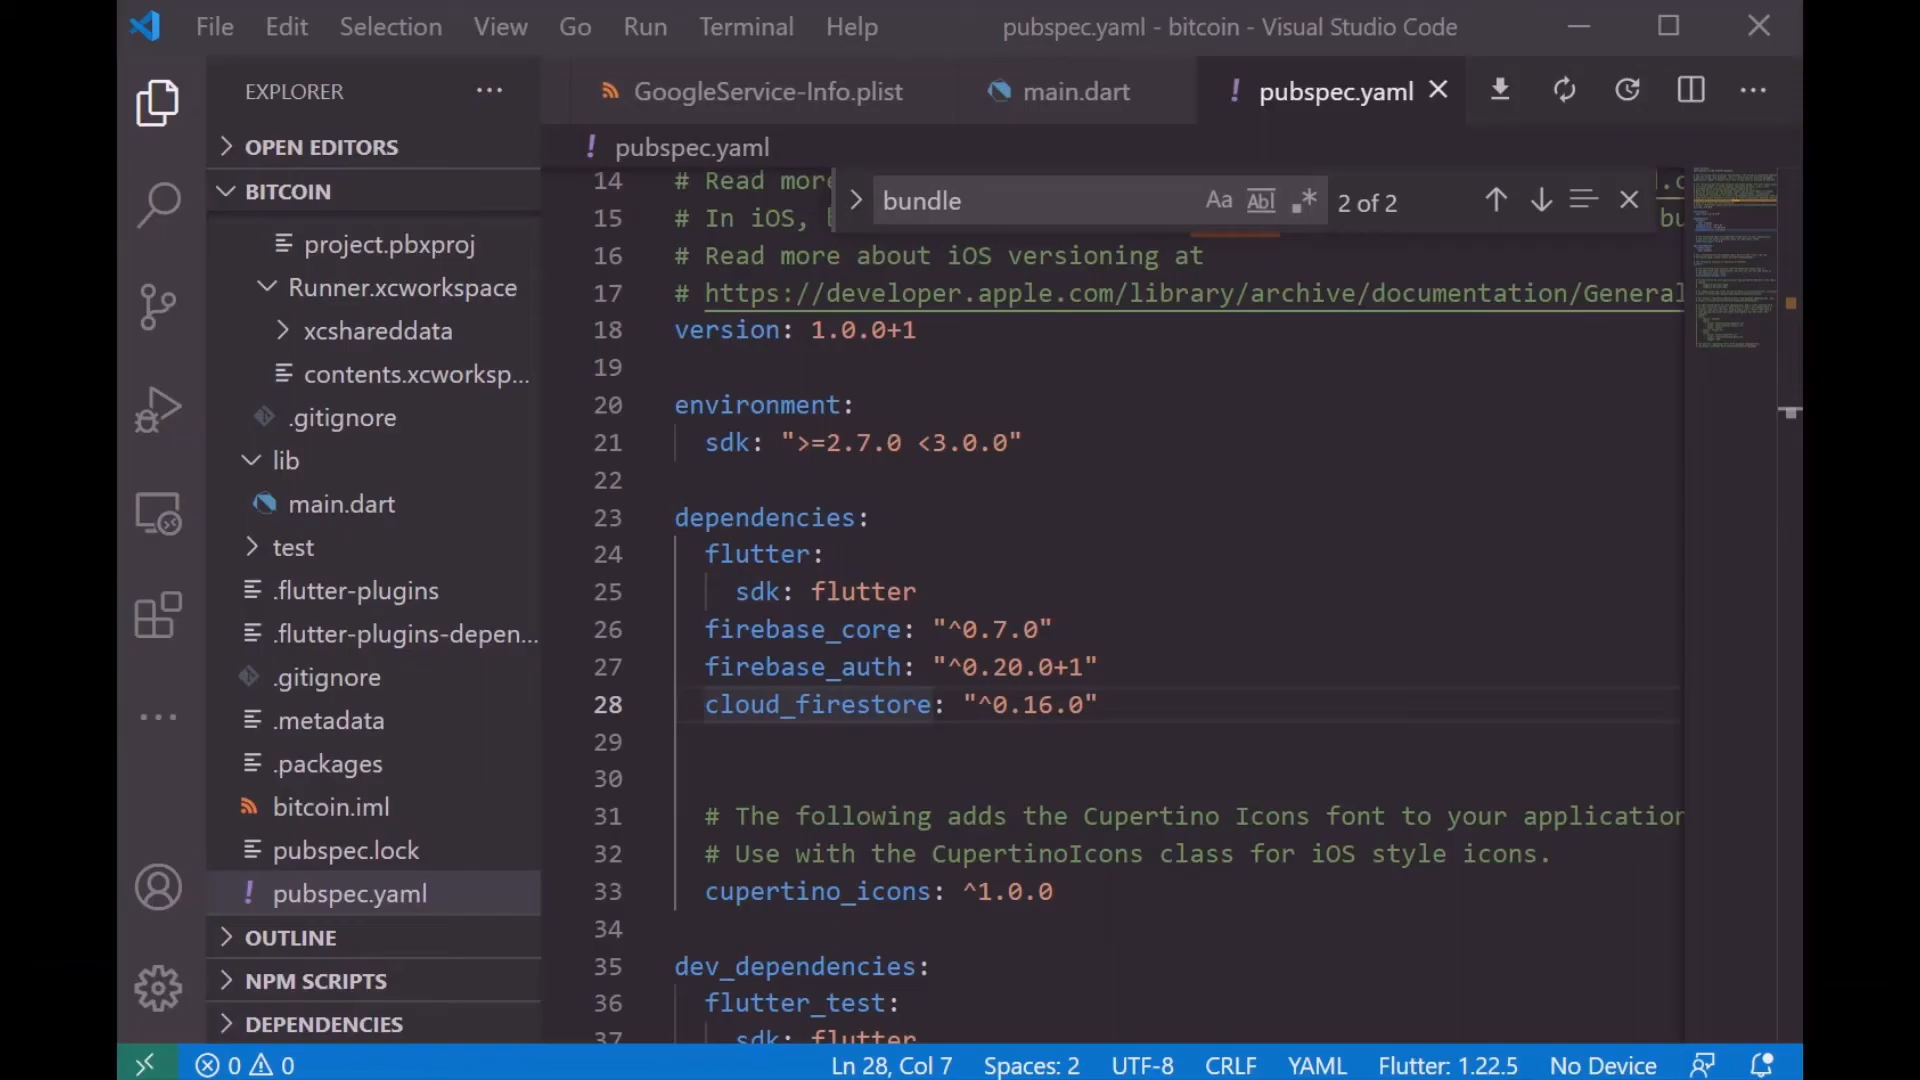 File Edit Selection View Go Run Terminal Help pubspec.yaml - bitcoin - Visual Studio Code
EXPLORER ...
GoogleService-Info.plist main.dart ! pubspec.yaml
OPEN EDITORS
BITCOIN
project.pbxproj
Runner.xcworkspace
xcshareddata
contents.xcworksp...
.gitignore
lib
main.dart
test
.flutter-plugins
.flutter-plugins-depen...
.gitignore
.metadata
.packages
bitcoin.iml
pubspec.lock
! pubspec.yaml
OUTLINE
NPM SCRIPTS
DEPENDENCIES
! pubspec.yaml
bundle Aa Abl .* 2 of 2
14 # Read more
15 # In iOS, bu
16 # Read more about iOS versioning at
17 # https://developer.apple.com/library/archive/documentation/General
18 version: 1.0.0+1
19
20 environment:
21 sdk: ">=2.7.0 <3.0.0"
22
23 dependencies:
24 flutter:
25 sdk: flutter
26 firebase_core: "^0.7.0"
27 firebase_auth: "^0.20.0+1"
28 cloud_firestore: "^0.16.0"
29
30
31 # The following adds the Cupertino Icons font to your application
32 # Use with the CupertinoIcons class for iOS style icons.
33 cupertino_icons: ^1.0.0
34
35 dev_dependencies:
36 flutter_test:
37 sdk: flutter
0 0 Ln 28, Col 7 Spaces: 2 UTF-8 CRLF YAML Flutter: 1.22.5 No Device